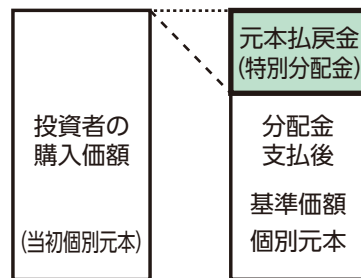 投資者の
購入価額
(当初個別元本)
元本払戻金
(特別分配金)
分配金
支払後
基準価額
個別元本